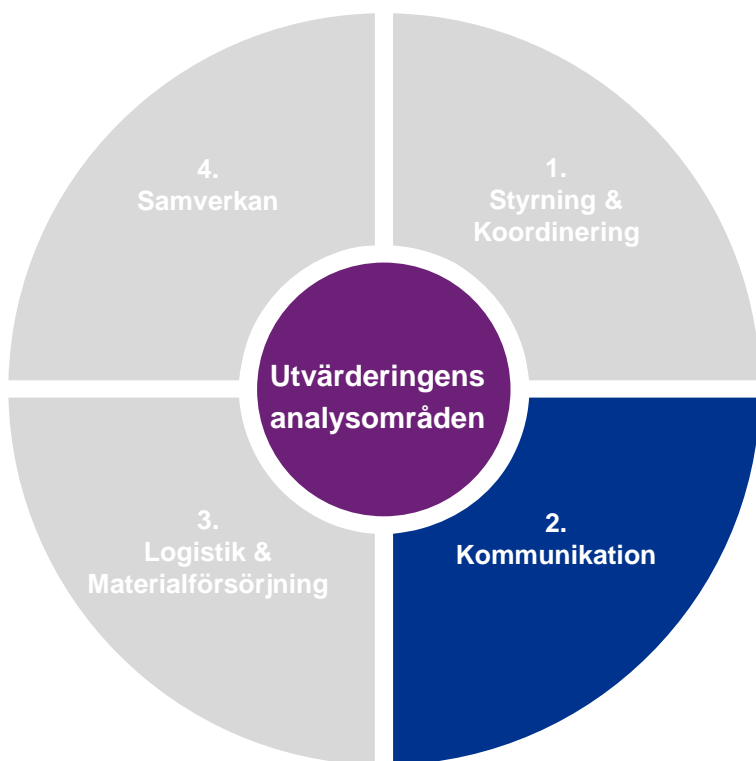 4.
Samverkan
1.
Styrning &
Koordinering
Utvärderingens
analysområden
3.
Logistik &
Materialförsörjning
2.
Kommunikation